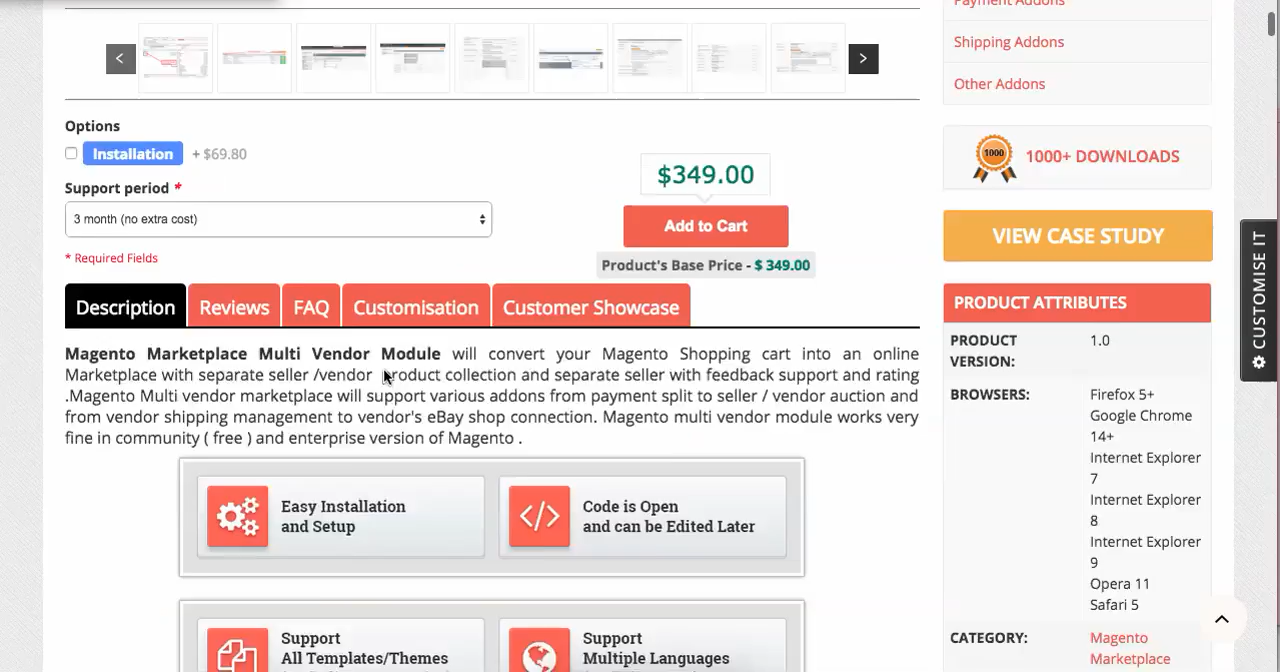 Payment Addons
Shipping Addons
Other Addons
<
>
Options
Installation + $69.80
Support period *
3 month (no extra cost)
* Required Fields
$349.00
Add to Cart
Product's Base Price - $ 349.00
1000
1000+ DOWNLOADS
VIEW CASE STUDY
CUSTOMISE IT
Description
Reviews
FAQ
Customisation
Customer Showcase
Magento Marketplace Multi Vendor Module will convert your Magento Shopping cart into an online
Marketplace with separate seller /vendor product collection and separate seller with feedback support and rating
.Magento Multi vendor marketplace will support various addons from payment split to seller / vendor auction and
from vendor shipping management to vendor's eBay shop connection. Magento multi vendor module works very
fine in community ( free ) and enterprise version of Magento .
Easy Installation
and Setup
</>
Code is Open
and can be Edited Later
Support
All Templates/Themes
Support
Multiple Languages
PRODUCT ATTRIBUTES
PRODUCT
VERSION:
1.0
BROWSERS:
Firefox 5+
Google Chrome
14+
Internet Explorer
7
Internet Explorer
8
Internet Explorer
9
Opera 11
Safari 5
CATEGORY:
Magento
Marketplace